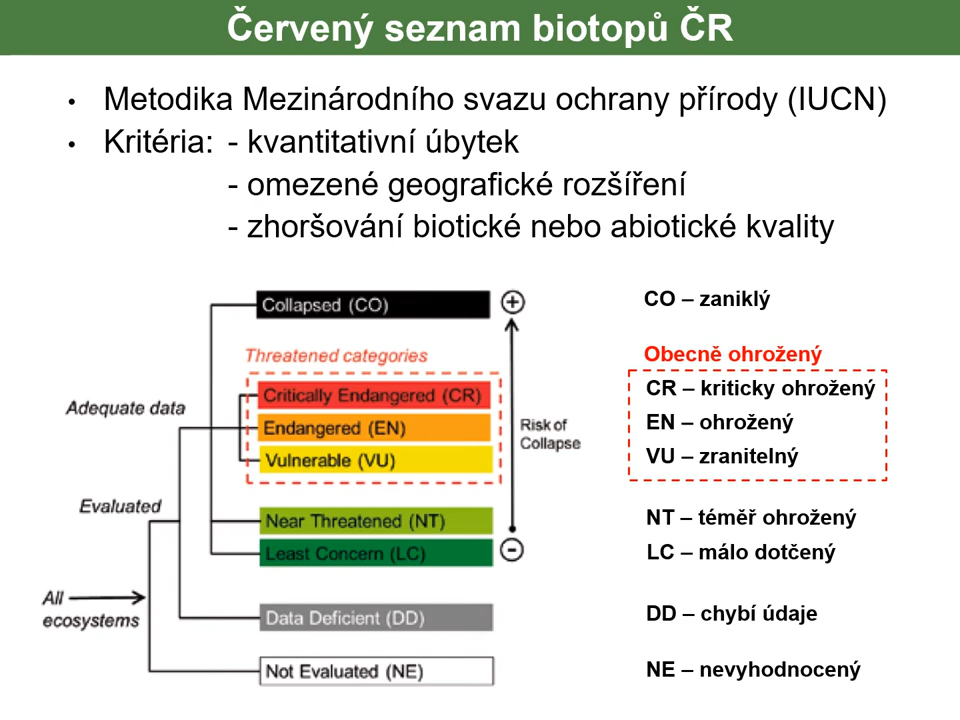 Červený seznam biotopů ČR
• Metodika Mezinárodního svazu ochrany přírody (IUCN)
• Kritéria: - kvantitativní úbytek
- omezené geografické rozšíření
- zhoršování biotické nebo abiotické kvality
Collapsed (CO)
Threatened categories
Critically Endangered (CR)
Adequate data
Endangered (EN)
Vulnerable (VU)
Risk of
Collapse
Evaluated
Near Threatened (NT)
Least Concern (LC)
All
ecosystems
Data Deficient (DD)
Not Evaluated (NE)
CO – zaniklý
Obecně ohrožený
CR – kriticky ohrožený
EN – ohrožený
VU – zranitelný
NT – téměř ohrožený
LC – málo dotčený
DD – chybí údaje
NE – nevyhodnocený